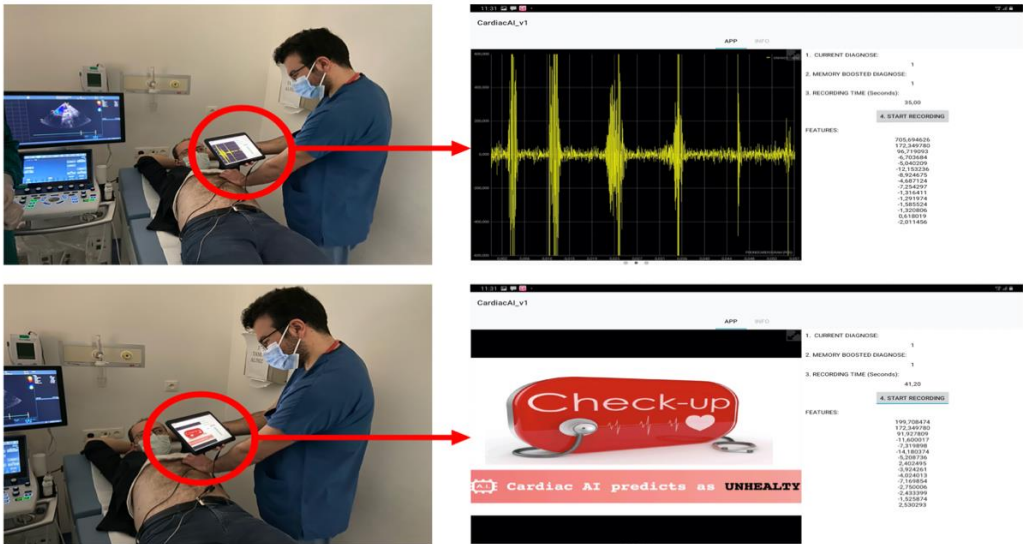 11:31
CardiacAI_v1
APP INFO
1. CURRENT DIAGNOSE:
1
2. MEMORY BOOSTED DIAGNOSE:
1
3. RECORDING TIME (Seconds):
35,00
4. START RECORDING
FEATURES:
705,694626
172,349780
96,719093
-6,703684
-5,040209
-12,153236
-8,924675
-4,687124
-7,254297
-1,316411
-1,291974
-1,585524
-1,320806
0,618019
-2,011456
11:31
CardiacAI_v1
APP INFO
Check-up
A.I. Cardiac AI predicts as UNHEALTY
1. CURRENT DIAGNOSE:
1
2. MEMORY BOOSTED DIAGNOSE:
1
3. RECORDING TIME (Seconds):
41,20
4. START RECORDING
FEATURES:
199,708474
172,349780
91,927809
-11,600017
-7,319898
-14,180374
-5,208736
2,402495
-3,924261
-4,024013
-7,169854
-2,750006
-2,433399
-1,525874
2,530293